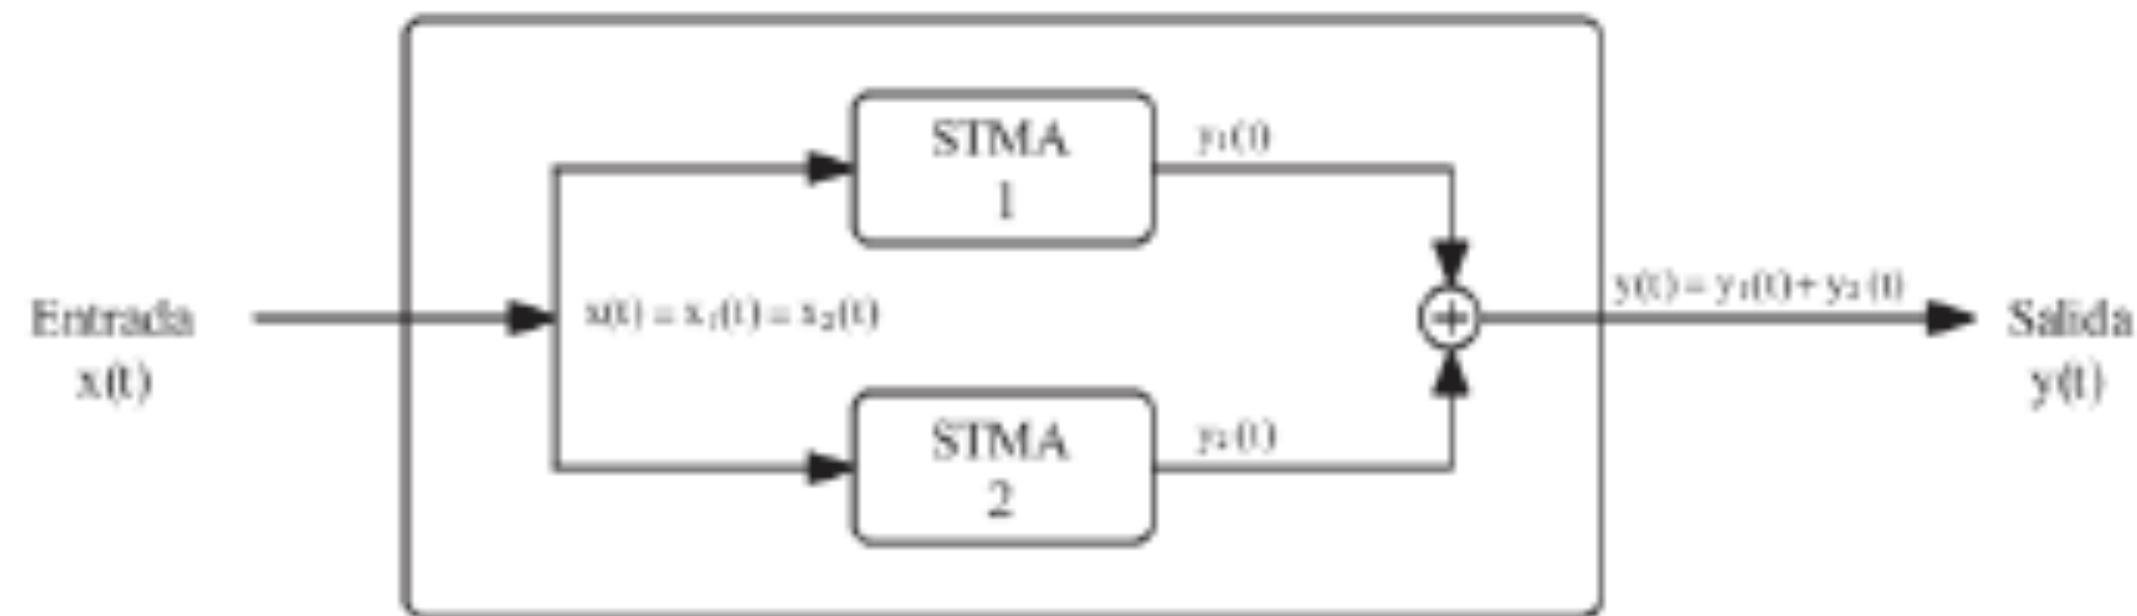 STMA
1
y₁(t)
Entrada
x(t)
x(t) = x₁(t) = x₂(t)
y(t) = y₁(t) + y₂(t)
Salida
y(t)
STMA
2
y₂(t)